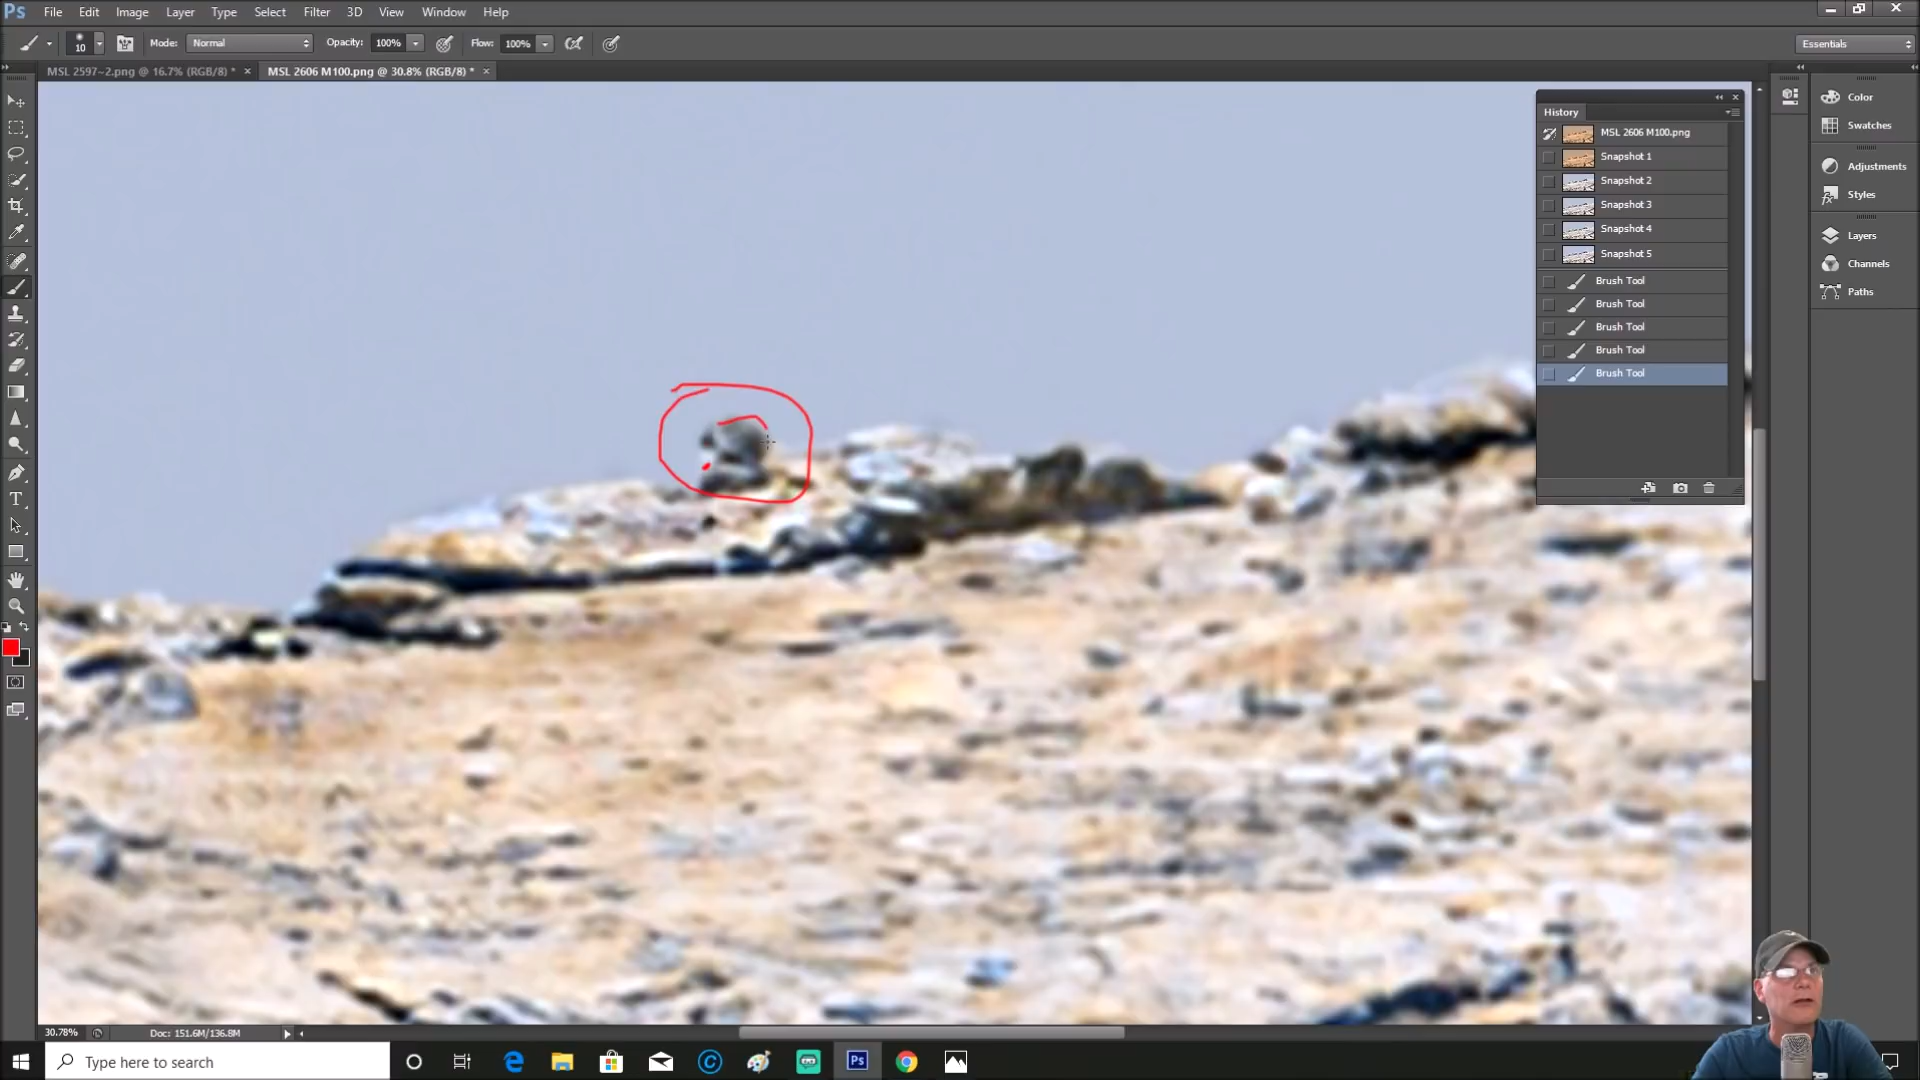 Ps File Edit Image Layer Type Select Filter 3D View Window Help
10 Mode: Normal Opacity: 100% Flow: 100% Essentials
MSL 2597~2.png @ 16.7% (RGB/8) * × MSL 2606 M100.png @ 30.8% (RGB/8) * ×
History
MSL 2606 M100.png
Snapshot 1
Snapshot 2
Snapshot 3
Snapshot 4
Snapshot 5
Brush Tool
Brush Tool
Brush Tool
Brush Tool
Brush Tool
Color
Swatches
Adjustments
Styles
Layers
Channels
Paths
T
30.78% Doc: 151.6M/136.8M
Type here to search
Ps